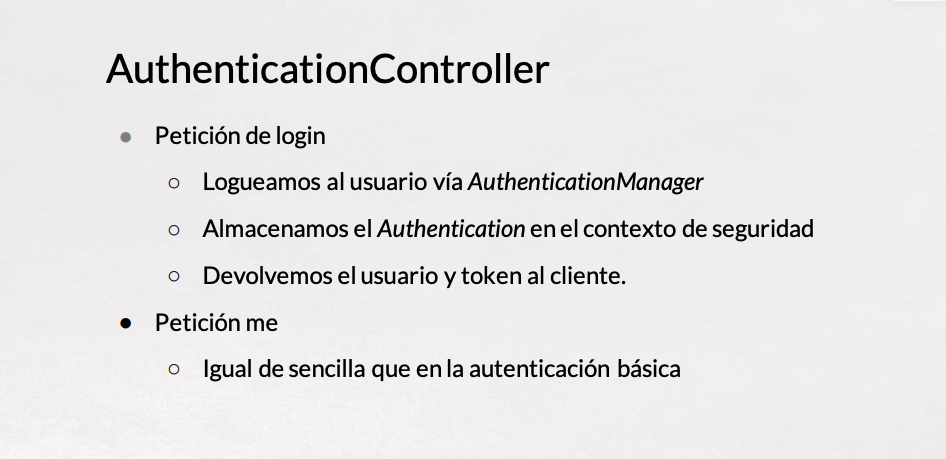 AuthenticationController
● Petición de login
○ Logueamos al usuario vía AuthenticationManager
○ Almacenamos el Authentication en el contexto de seguridad
○ Devolvemos el usuario y token al cliente.
● Petición me
○ Igual de sencilla que en la autenticación básica